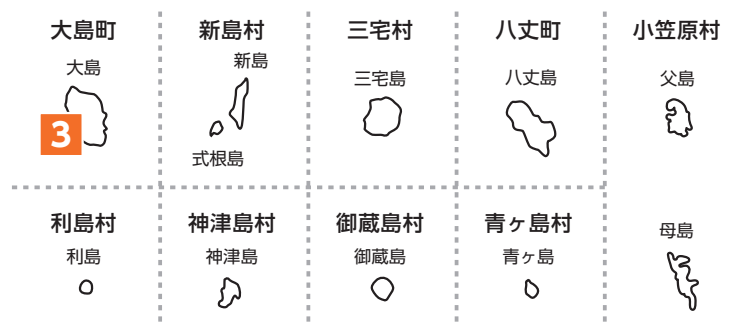 大島町
大島
3
新島村
新島
式根島
三宅村
三宅島
八丈町
八丈島
小笠原村
父島
母島
利島村
利島
神津島村
神津島
御蔵島村
御蔵島
青ヶ島村
青ヶ島